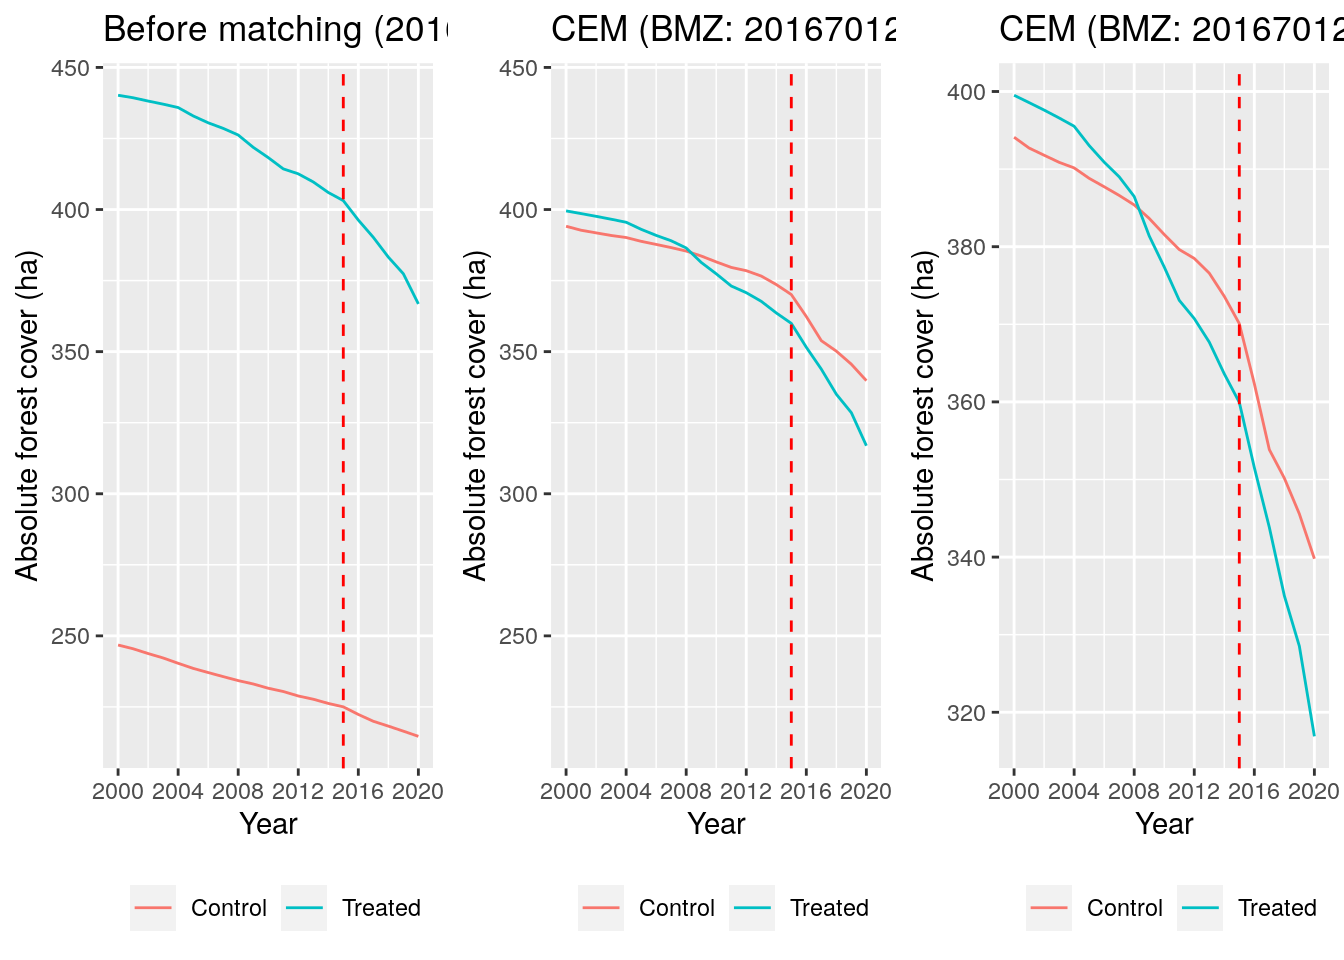 Before matching (201
CEM (BMZ: 2016701
CEM (BMZ: 2016701
Absolute forest cover (ha)
450
400
350
300
250
2000 2004 2008 2012 2016 2020
Year
Control Treated
Absolute forest cover (ha)
450
400
350
300
250
2000 2004 2008 2012 2016 2020
Year
Control Treated
Absolute forest cover (ha)
400
380
360
340
320
2000 2004 2008 2012 2016 2020
Year
Control Treated